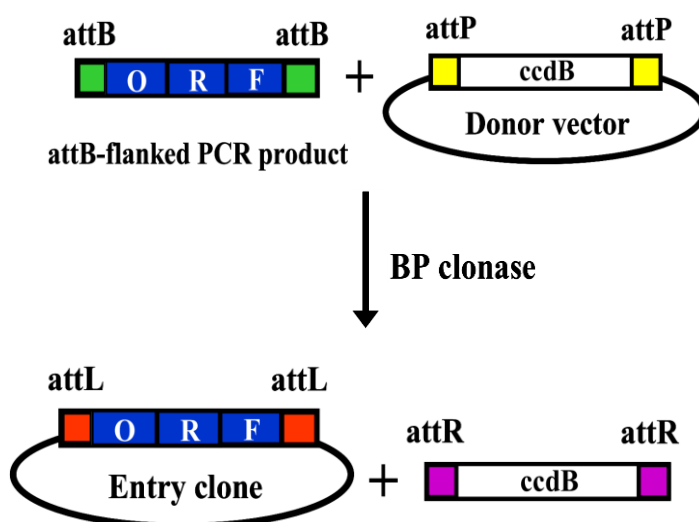 attB attB attP attP
O R F + ccdB
Donor vector
attB-flanked PCR product
BP clonase
attL attL
attR attR
O R F
+ ccdB
Entry clone